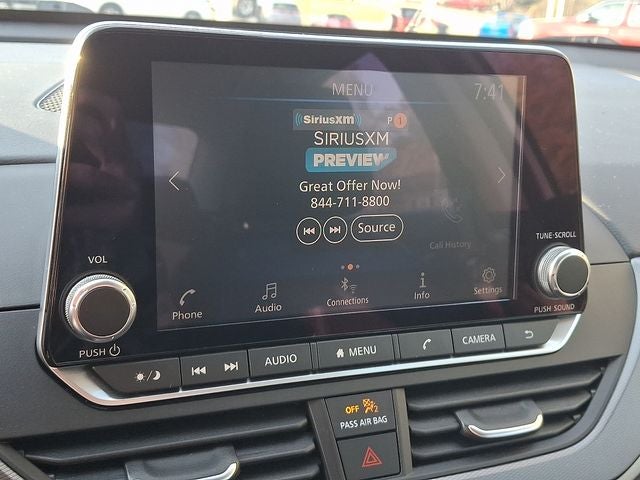 MENU
7:41
SiriusXM
P 1
SIRIUSXM
PREVIEW
Great Offer Now!
844-711-8800
Source
Call History
Phone
Audio
Connections
Info
Settings
VOL
PUSH
TUNE·SCROLL
PUSH SOUND
AUDIO
MENU
CAMERA
OFF
2
PASS AIR BAG